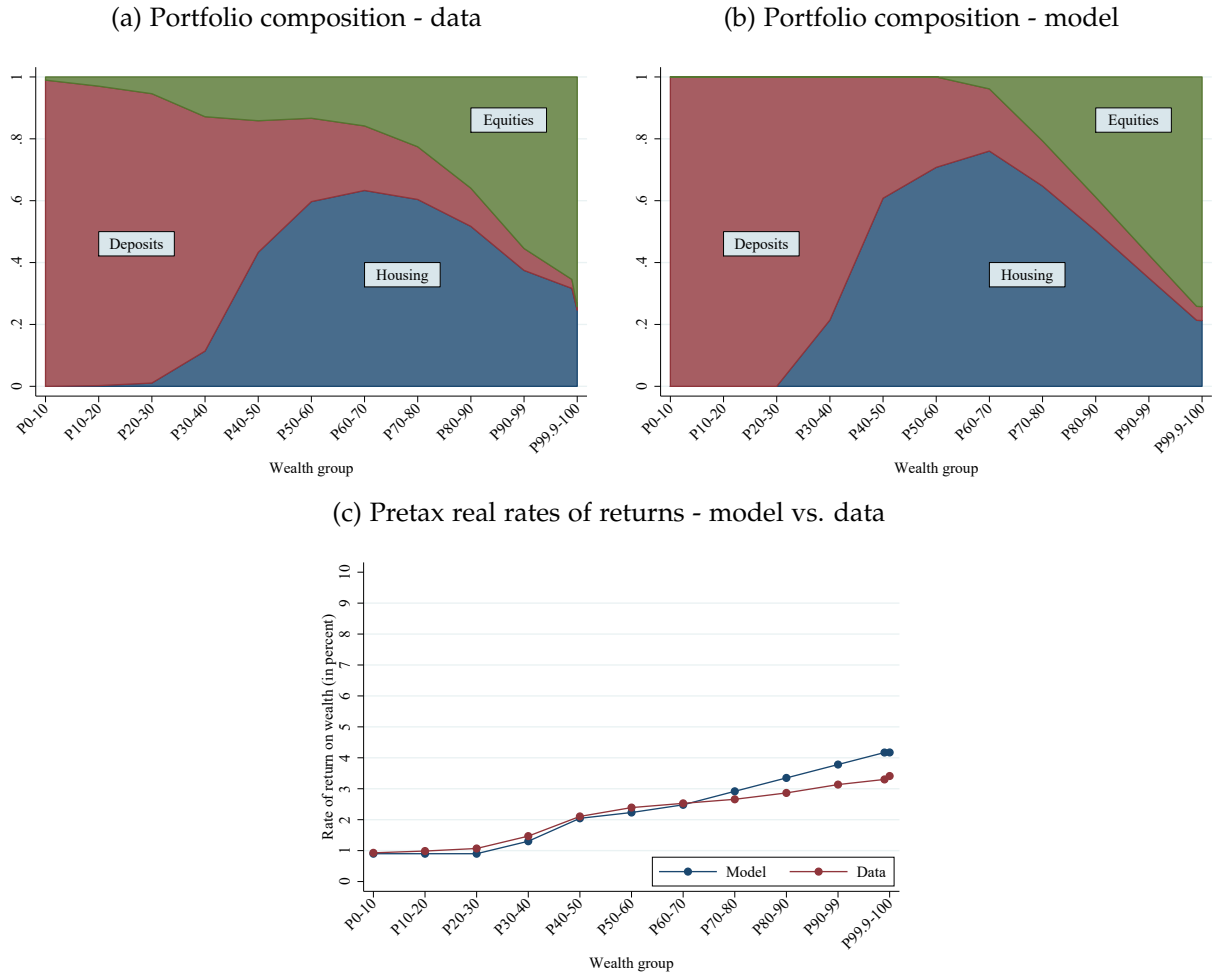 (a) Portfolio composition - data
(b) Portfolio composition - model
1
.8
.6
.4
.2
0
Equities
Deposits
Housing
P0-10
P10-20
P20-30
P30-40
P40-50
P50-60
P60-70
P70-80
P80-90
P90-99
P99.9-100
Wealth group
1
.8
.6
.4
.2
0
Equities
Deposits
Housing
P0-10
P10-20
P20-30
P30-40
P40-50
P50-60
P60-70
P70-80
P80-90
P90-99
P99.9-100
Wealth group
(c) Pretax real rates of returns - model vs. data
Rate of return on wealth (in percent)
10
9
8
7
6
5
4
3
2
1
0
Model
Data
P0-10
P10-20
P20-30
P30-40
P40-50
P50-60
P60-70
P70-80
P80-90
P90-99
P99.9-100
Wealth group